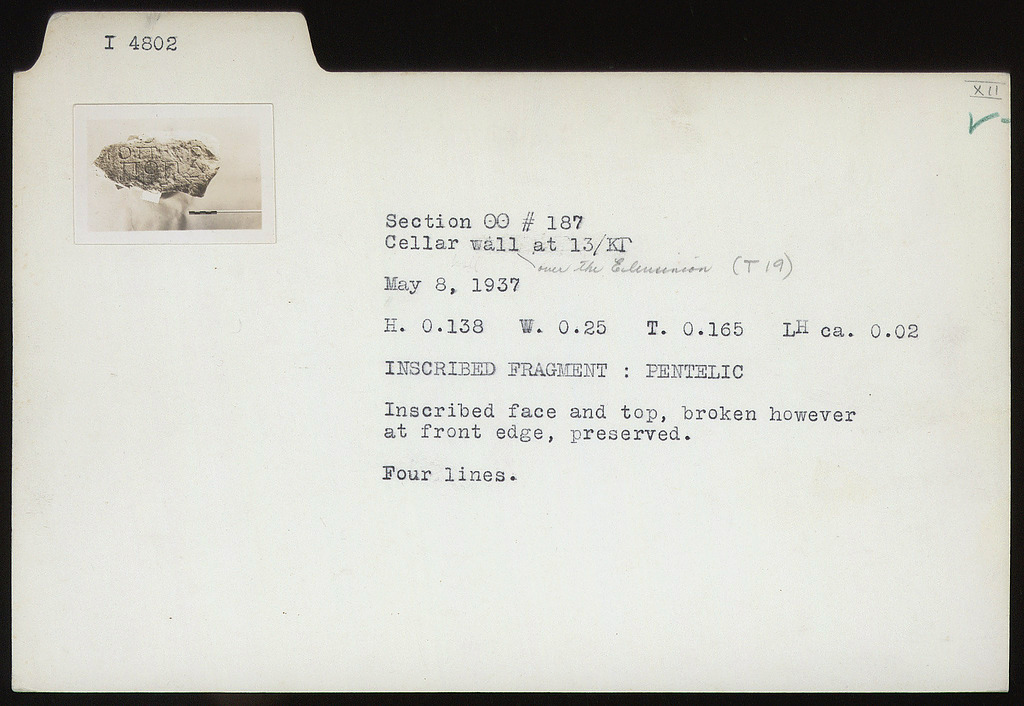 I 4802
XII
Section ΘΘ # 187
Cellar wall at 13/ΚΓ
over the Eleusinion (T 19)
May 8, 1937
H. 0.138 W. 0.25 T. 0.165 LH ca. 0.02
INSCRIBED FRAGMENT : PENTELIC
Inscribed face and top, broken however
at front edge, preserved.
Four lines.